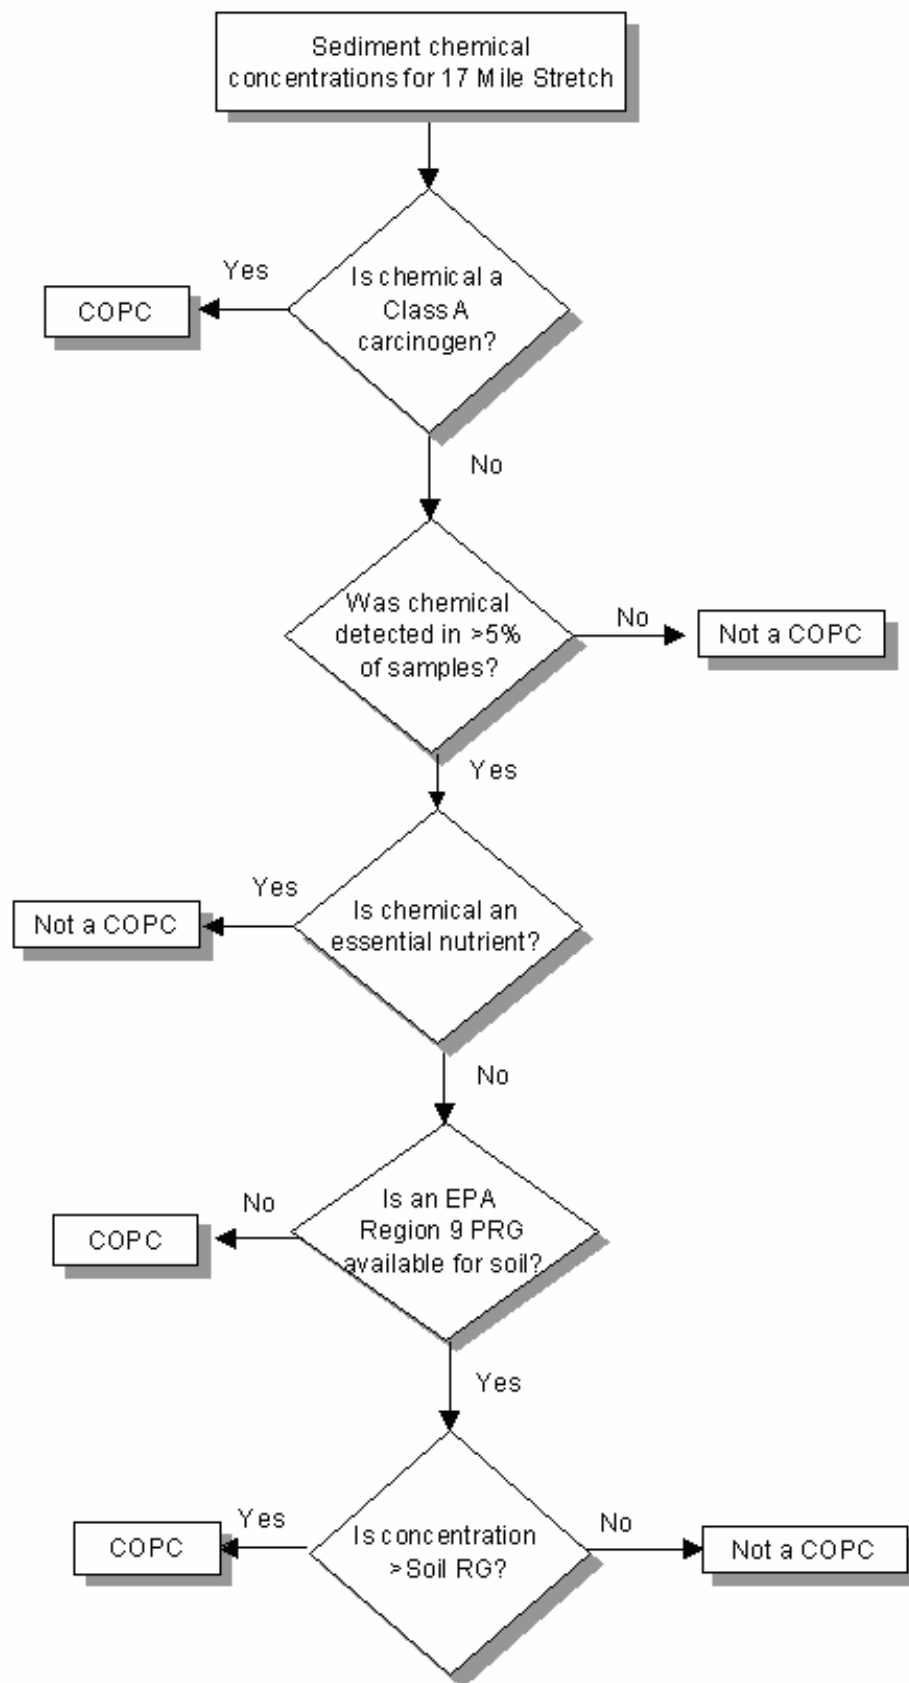 Sediment chemical
concentrations for 17 Mile Stretch
Is chemical a
Class A
carcinogen?
Yes
COPC
No
Was chemical
detected in >5%
of samples?
No
Not a COPC
Yes
Is chemical an
essential nutrient?
Yes
Not a COPC
No
Is an EPA
Region 9 PRG
available for soil?
No
COPC
Yes
Is concentration
>Soil RG?
Yes
COPC
No
Not a COPC